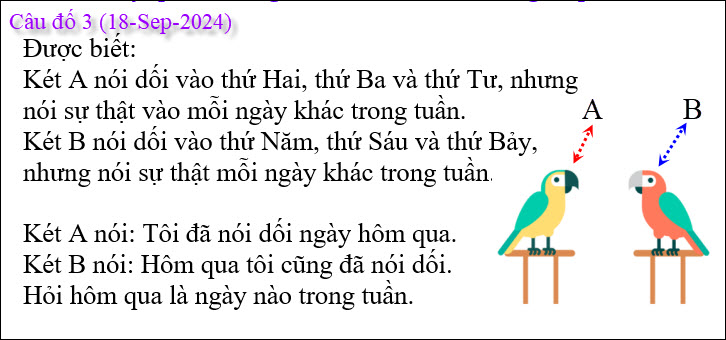 Câu đố 3 (18-Sep-2024)
Được biết:
Két A nói dối vào thứ Hai, thứ Ba và thứ Tư, nhưng
nói sự thật vào mỗi ngày khác trong tuần.
Két B nói dối vào thứ Năm, thứ Sáu và thứ Bảy,
nhưng nói sự thật mỗi ngày khác trong tuần.
A
B
Két A nói: Tôi đã nói dối ngày hôm qua.
Két B nói: Hôm qua tôi cũng đã nói dối.
Hỏi hôm qua là ngày nào trong tuần.